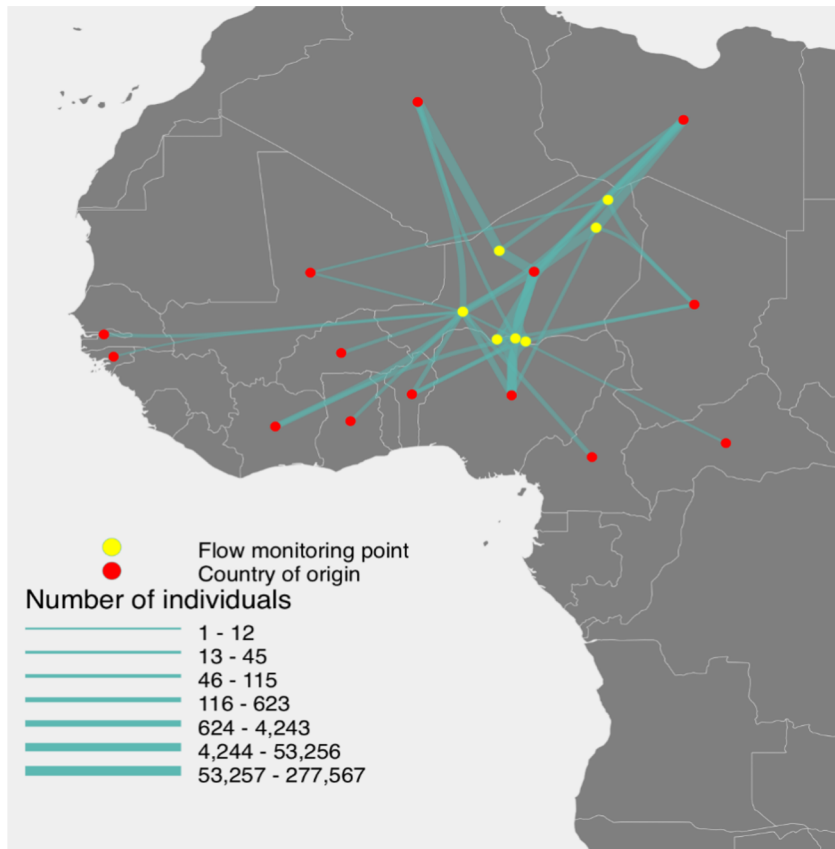 Flow monitoring point
Country of origin
Number of individuals
1 - 12
13 - 45
46 - 115
116 - 623
624 - 4,243
4,244 - 53,256
53,257 - 277,567